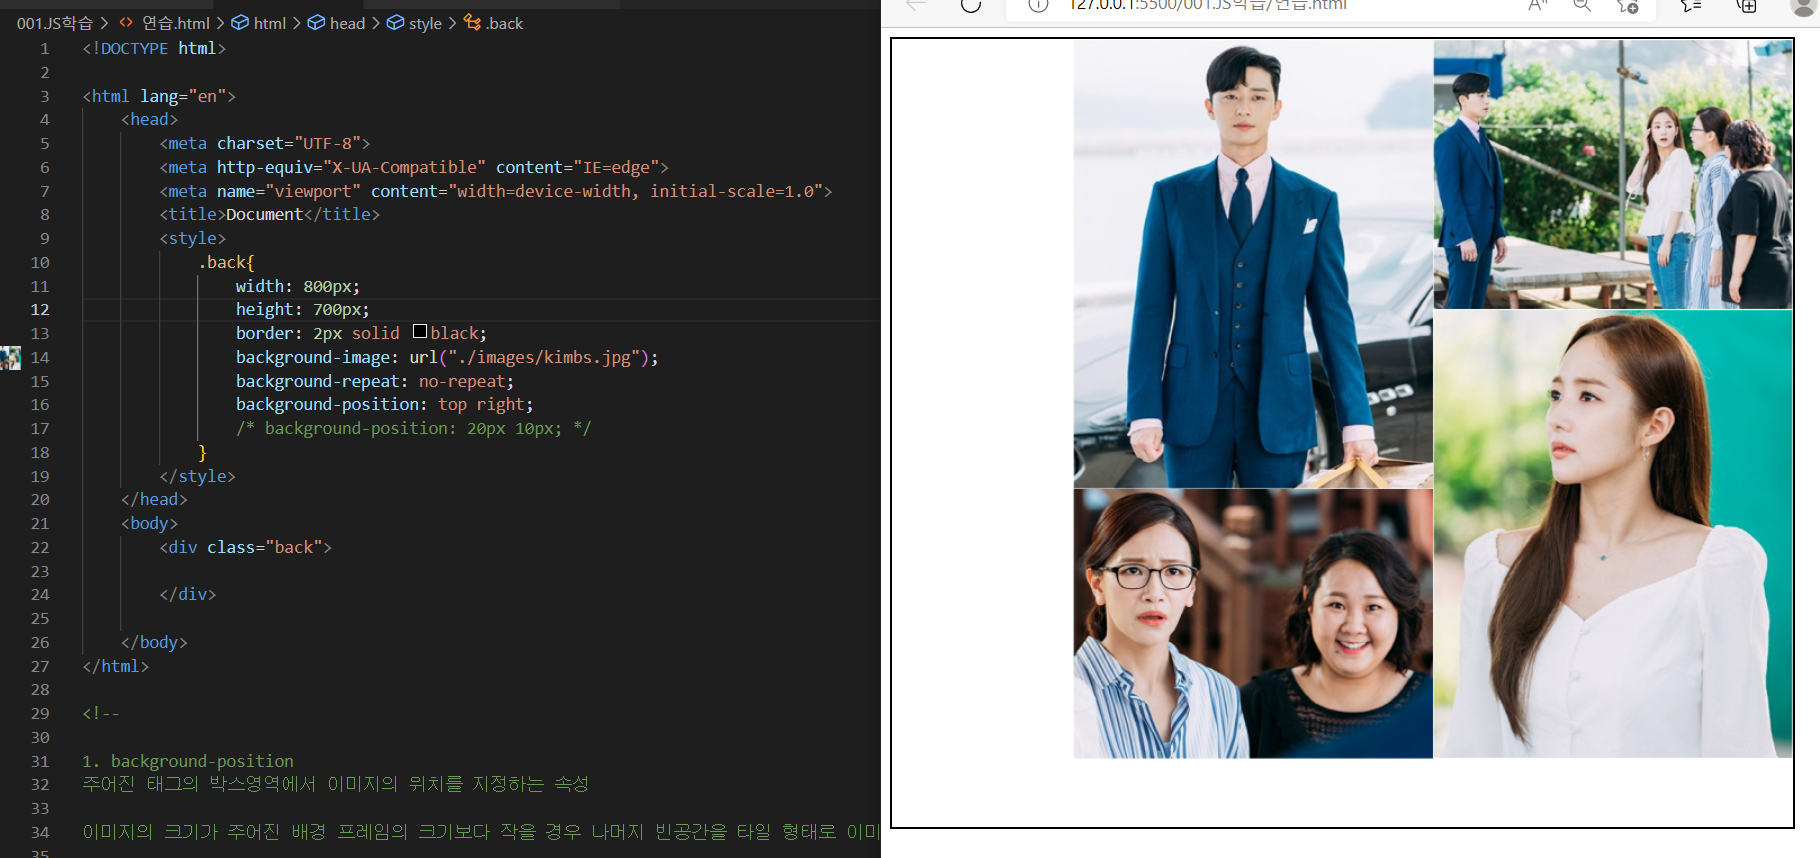 001.JS학습 > <> 연습.html > html > head > style > .back
127.0.0.1:5500/001.JS학습/연습.html
1 <!DOCTYPE html>
2
3 <html lang="en">
4 <head>
5 <meta charset="UTF-8">
6 <meta http-equiv="X-UA-Compatible" content="IE=edge">
7 <meta name="viewport" content="width=device-width, initial-scale=1.0">
8 <title>Document</title>
9 <style>
10 .back{
11 width: 800px;
12 height: 700px;
13 border: 2px solid black;
14 background-image: url("./images/kimbs.jpg");
15 background-repeat: no-repeat;
16 background-position: top right;
17 /* background-position: 20px 10px; */
18 }
19 </style>
20 </head>
21 <body>
22 <div class="back">
23
24 </div>
25
26 </body>
27 </html>
28
29 <!--
30
31 1. background-position
32 주어진 태그의 박스영역에서 이미지의 위치를 지정하는 속성
33
34 이미지의 크기가 주어진 배경 프레임의 크기보다 작을 경우 나머지 빈공간을 타일 형태로 이미
35